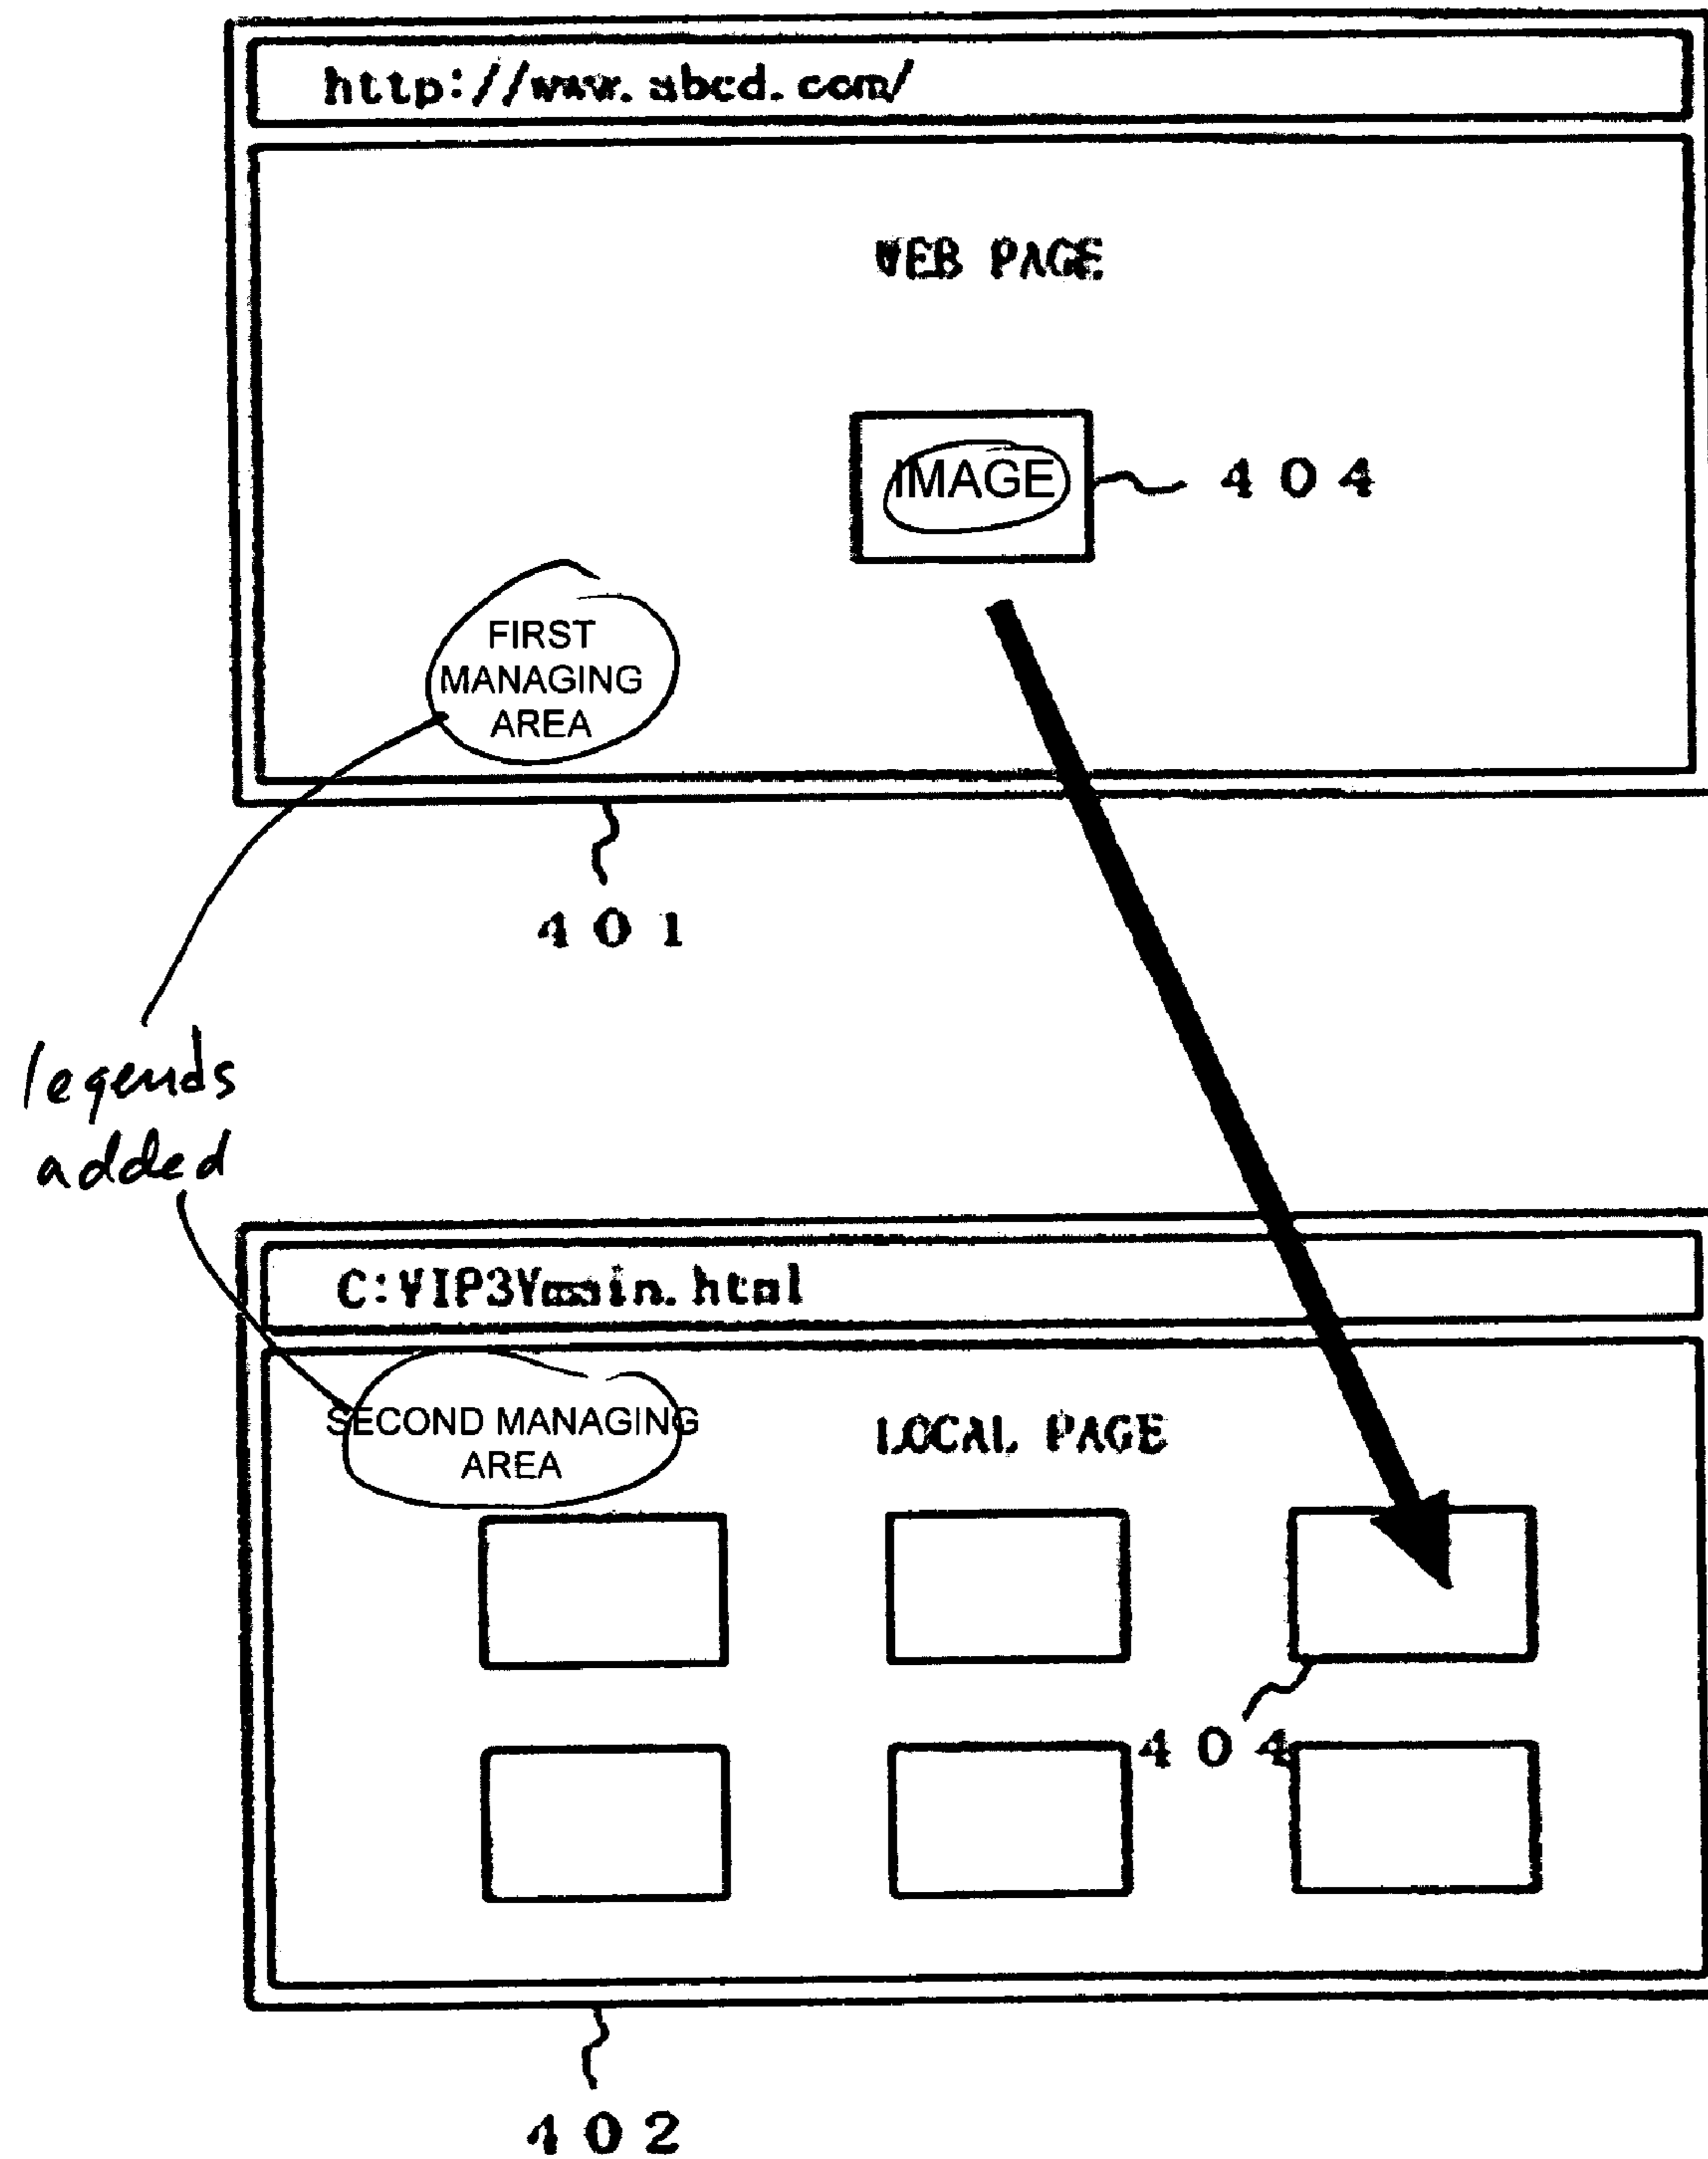 http://www.abcd.com/
WEB PAGE
IMAGE
404
FIRST
MANAGING
AREA
401
legends
added
C:¥IP3¥main.html
SECOND MANAGING
AREA
LOCAL PAGE
404
402